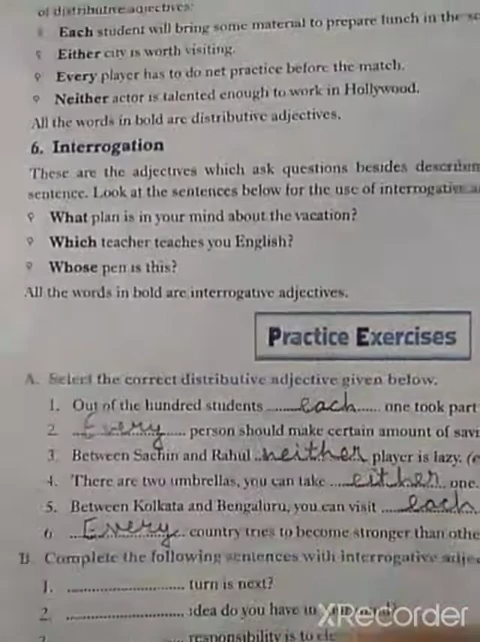 of distributive adjectives:
Each student will bring some material to prepare lunch in the
Either city is worth visiting.
Every player has to do net practice before the match.
Neither actor is talented enough to work in Hollywood.
All the words in bold are distributive adjectives.
6. Interrogation
These are the adjectives which ask questions besides
sentence. Look at the sentences below for the use of interrogative
What plan is in your mind about the vacation?
Which teacher teaches you English?
Whose pen is this?
All the words in bold are interrogative adjectives.
Practice Exercises
A. Select the correct distributive adjective given below.
1. Out of the hundred students ......each...... one took part
2. ...Every... person should make certain amount of
3. Between Sachin and Rahul ..neither player is lazy.
4. There are two umbrellas, you can take ...either one.
5. Between Kolkata and Bengaluru, you can visit ......each
6. ...Every... country tries to become stronger than
B. Complete the following sentences with interrogative
1. ........................ turn is next?
2. ........................ idea do you have in
responsibility is to
XRecorder